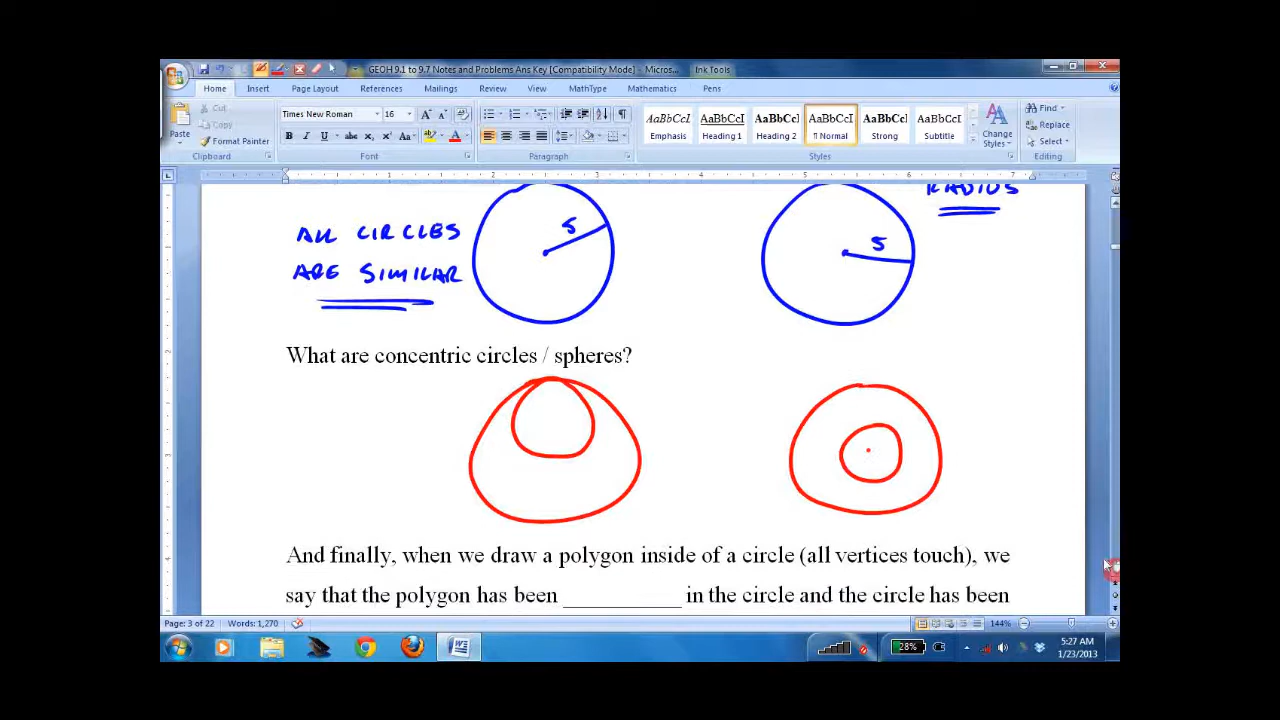 GEOH 9.1 to 9.7 Notes and Problems Ans Key [Compatibility Mode] - Micros...
Ink Tools
Home Insert Page Layout References Mailings Review View MathType Mathematics Pens
Paste
Cut
Copy
Format Painter
Clipboard
Times New Roman 16
Font
Paragraph
AaBbCcI AaBbCcI AaBbCcI AaBbCcI AaBbCcI AaBbCcI
Emphasis Heading 1 Heading 2 ¶ Normal Strong Subtitle
Styles
Change Styles
Find
Replace
Select
Editing
RADIUS
ALL CIRCLES
ARE SIMILAR
5
5
What are concentric circles / spheres?
And finally, when we draw a polygon inside of a circle (all vertices touch), we
say that the polygon has been ____________ in the circle and the circle has been
Page: 3 of 22 Words: 1,270
144%
28%
5:27 AM
1/23/2013